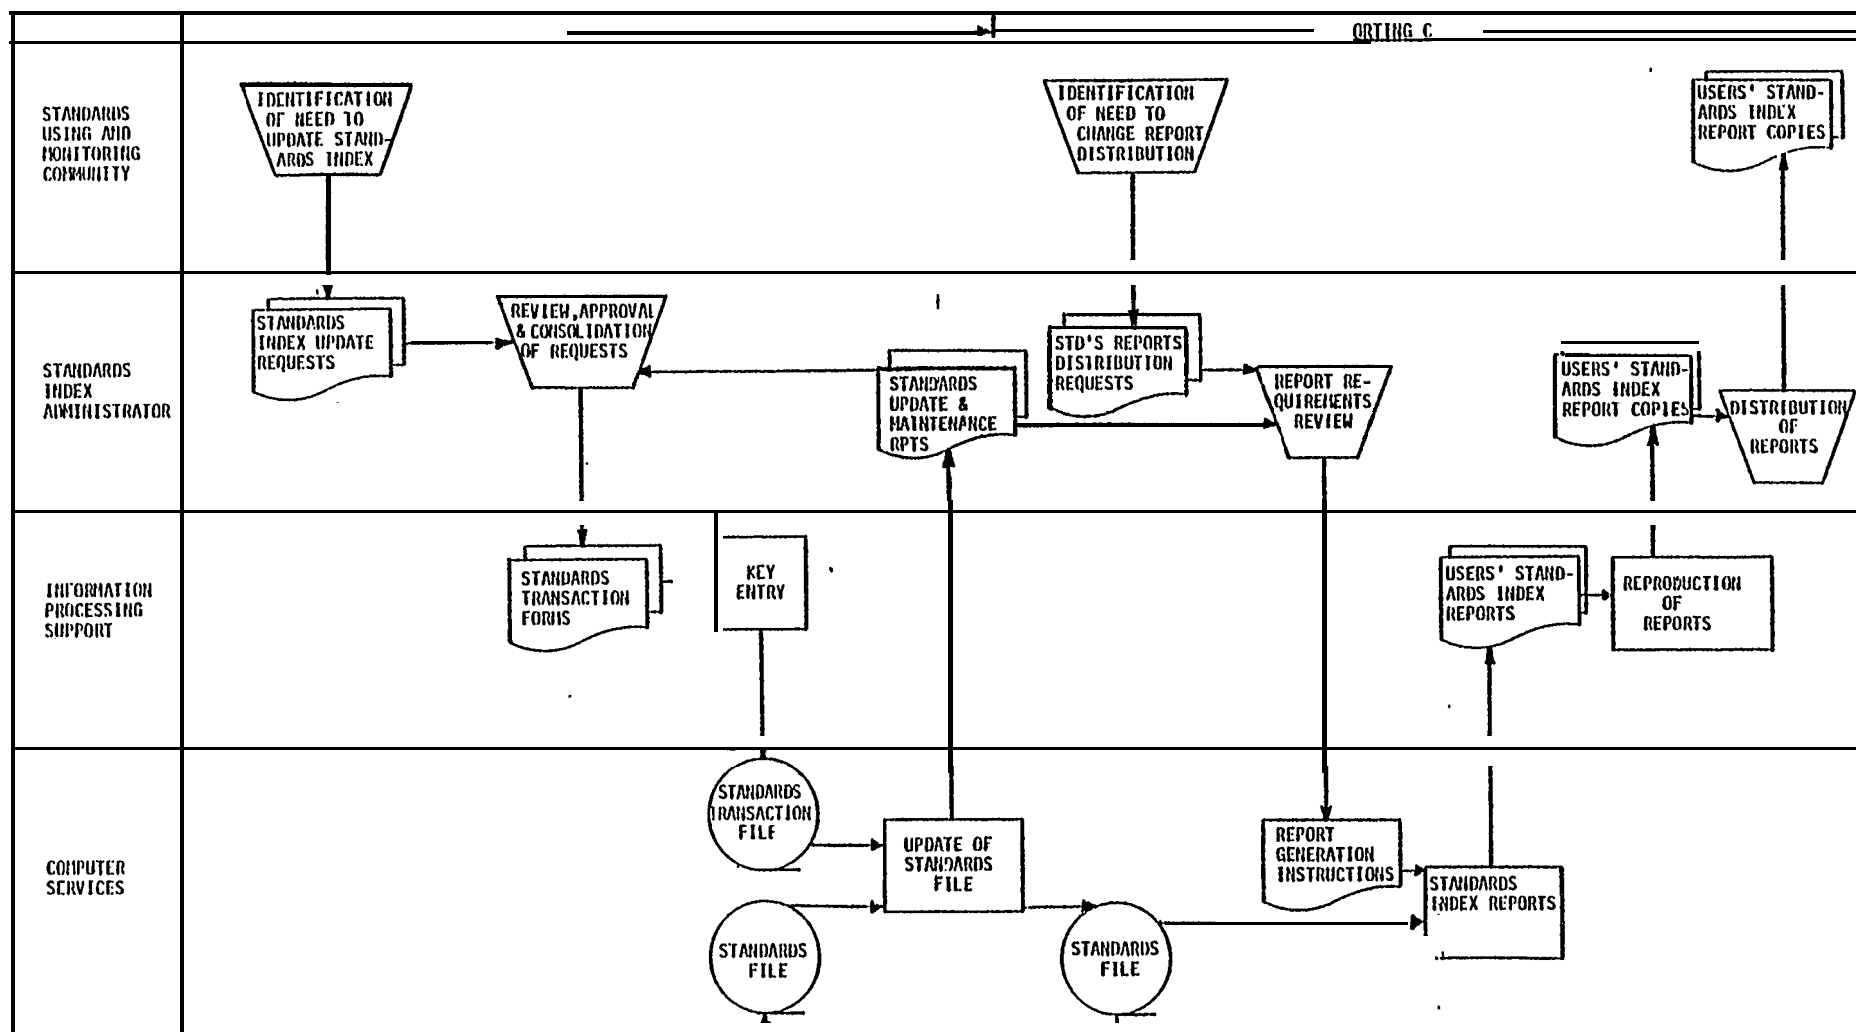 ORTING C
STANDARDS
USING AND
MONITORING
COMMUNITY
IDENTIFICATION
OF NEED TO
UPDATE STAND-
ARDS INDEX
IDENTIFICATION
OF NEED TO
CHANGE REPORT
DISTRIBUTION
USERS' STAND-
ARDS INDEX
REPORT COPIES
STANDARDS
INDEX
ADMINISTRATOR
STANDARDS
INDEX UPDATE
REQUESTS
REVIEW, APPROVAL
& CONSOLIDATION
OF REQUESTS
STANDARDS
UPDATE &
MAINTENANCE
RPTS
STD'S REPORTS
DISTRIBUTION
REQUESTS
REPORT RE-
QUIREMENTS
REVIEW
USERS' STAND-
ARDS INDEX
REPORT COPIES
DISTRIBUTION
OF
REPORTS
INFORMATION
PROCESSING
SUPPORT
STANDARDS
TRANSACTION
FORMS
KEY
ENTRY
USERS' STAND-
ARDS INDEX
REPORTS
REPRODUCTION
OF
REPORTS
COMPUTER
SERVICES
STANDARDS
TRANSACTION
FILE
UPDATE OF
STANDARDS
FILE
REPORT
GENERATION
INSTRUCTIONS
STANDARDS
INDEX REPORTS
STANDARDS
FILE
STANDARDS
FILE